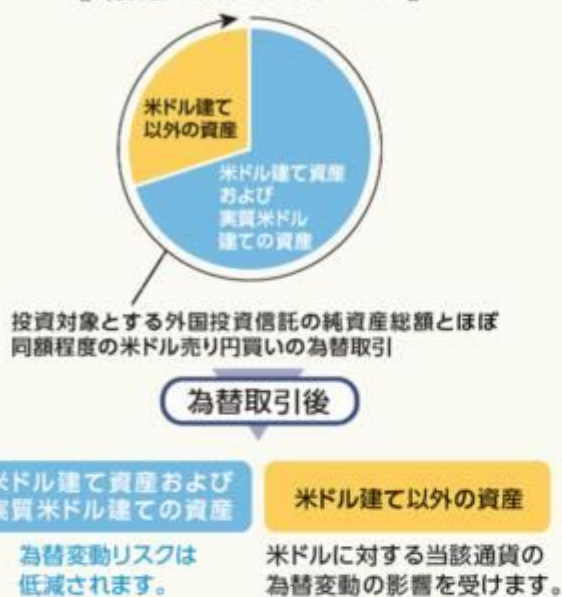 米ドル建て
以外の資産
米ドル建て資産
および
実質米ドル
建ての資産
投資対象とする外国投資信託の純資産総額とほぼ
同額程度の米ドル売り円買いの為替取引
為替取引後
米ドル建て資産および
実質米ドル建ての資産
米ドル建て以外の資産
為替変動リスクは
低減されます。
米ドルに対する当該通貨の
為替変動の影響を受けます。